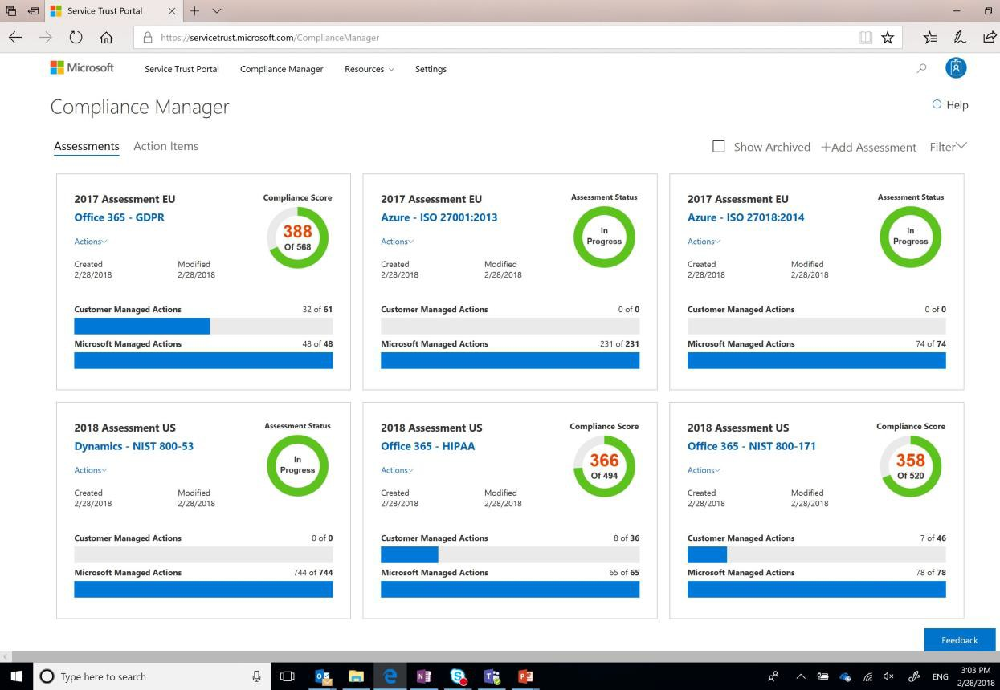 Service Trust Portal
https://servicetrust.microsoft.com/ComplianceManager
Microsoft
Service Trust Portal
Compliance Manager
Resources
Settings
Compliance Manager
Help
Assessments
Action Items
Show Archived
+Add Assessment
Filter
2017 Assessment EU
Office 365 - GDPR
Actions
Compliance Score
388
Of 568
Created
2/28/2018
Modified
2/28/2018
Customer Managed Actions
32 of 61
Microsoft Managed Actions
48 of 48
2017 Assessment EU
Azure - ISO 27001:2013
Actions
Assessment Status
In
Progress
Created
2/28/2018
Modified
2/28/2018
Customer Managed Actions
0 of 0
Microsoft Managed Actions
231 of 231
2017 Assessment EU
Azure - ISO 27018:2014
Actions
Assessment Status
In
Progress
Created
2/28/2018
Modified
2/28/2018
Customer Managed Actions
0 of 0
Microsoft Managed Actions
74 of 74
2018 Assessment US
Dynamics - NIST 800-53
Actions
Assessment Status
In
Progress
Created
2/28/2018
Modified
2/28/2018
Customer Managed Actions
0 of 0
Microsoft Managed Actions
744 of 744
2018 Assessment US
Office 365 - HIPAA
Actions
Compliance Score
366
Of 494
Created
2/28/2018
Modified
2/28/2018
Customer Managed Actions
8 of 36
Microsoft Managed Actions
65 of 65
2018 Assessment US
Office 365 - NIST 800-171
Actions
Compliance Score
358
Of 520
Created
2/28/2018
Modified
2/28/2018
Customer Managed Actions
7 of 46
Microsoft Managed Actions
78 of 78
Feedback
Type here to search
ENG
3:03 PM
2/28/2018